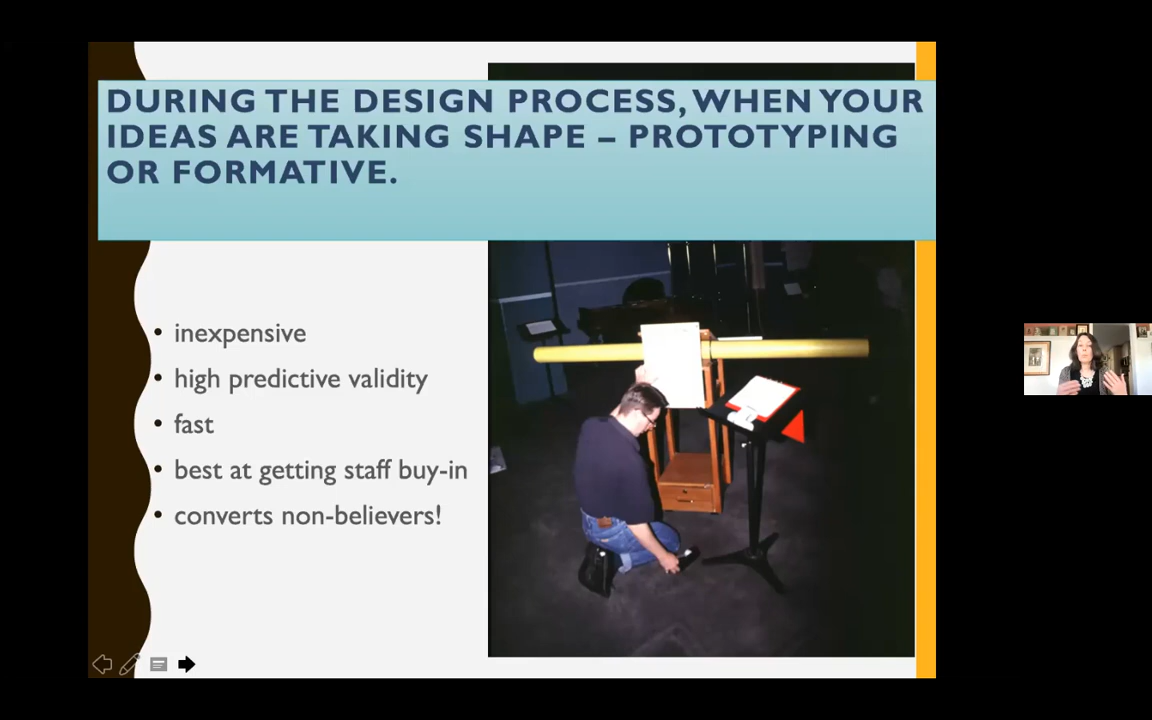 DURING THE DESIGN PROCESS, WHEN YOUR
IDEAS ARE TAKING SHAPE – PROTOTYPING
OR FORMATIVE.
• inexpensive
• high predictive validity
• fast
• best at getting staff buy-in
• converts non-believers!